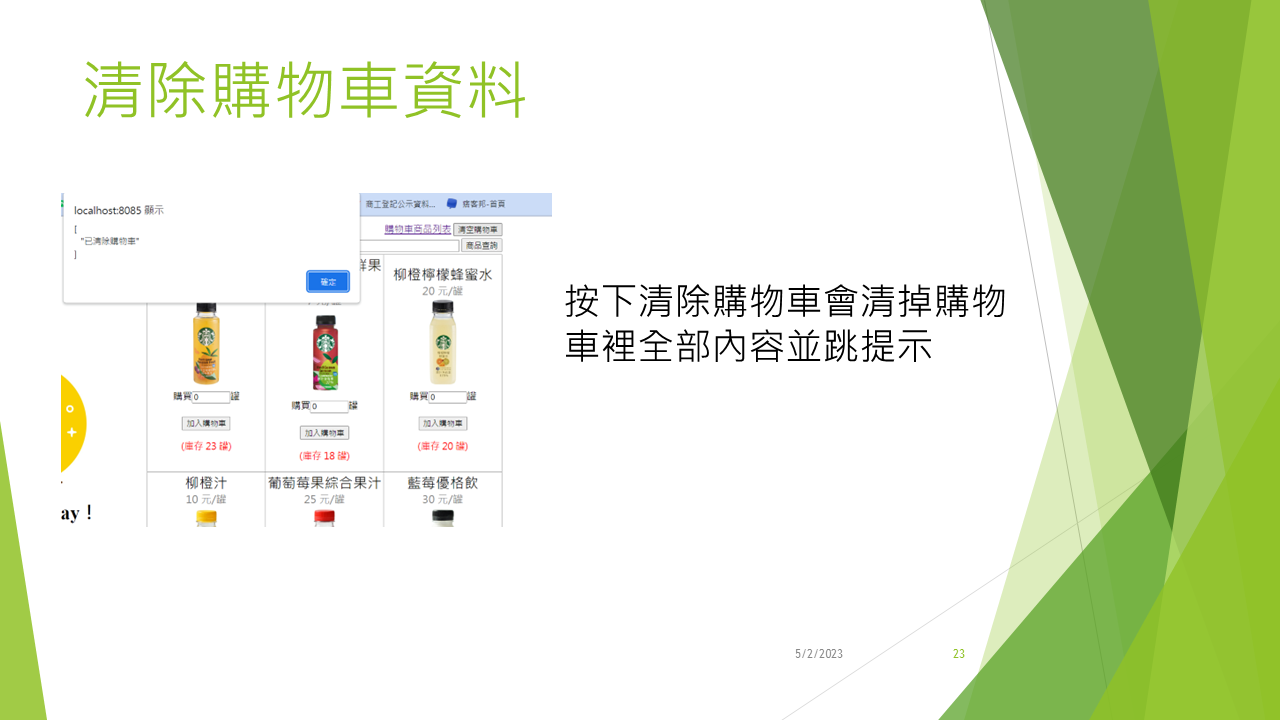 清除購物車資料
localhost:8085 顯示
[
"已清除購物車"
]
確定
商工登記公示資料...
痞客邦-首頁
購物車商品列表 清空購物車
商品查詢
鮮果
柳橙檸檬蜂蜜水
20 元/罐
購買 0 罐
購買 0 罐
購買 0 罐
加入購物車
加入購物車
加入購物車
(庫存 23 罐)
(庫存 18 罐)
(庫存 20 罐)
柳橙汁
10 元/罐
葡萄莓果綜合果汁
25 元/罐
藍莓優格飲
30 元/罐
ay！
按下清除購物車會清掉購物
車裡全部內容並跳提示
5/2/2023
23